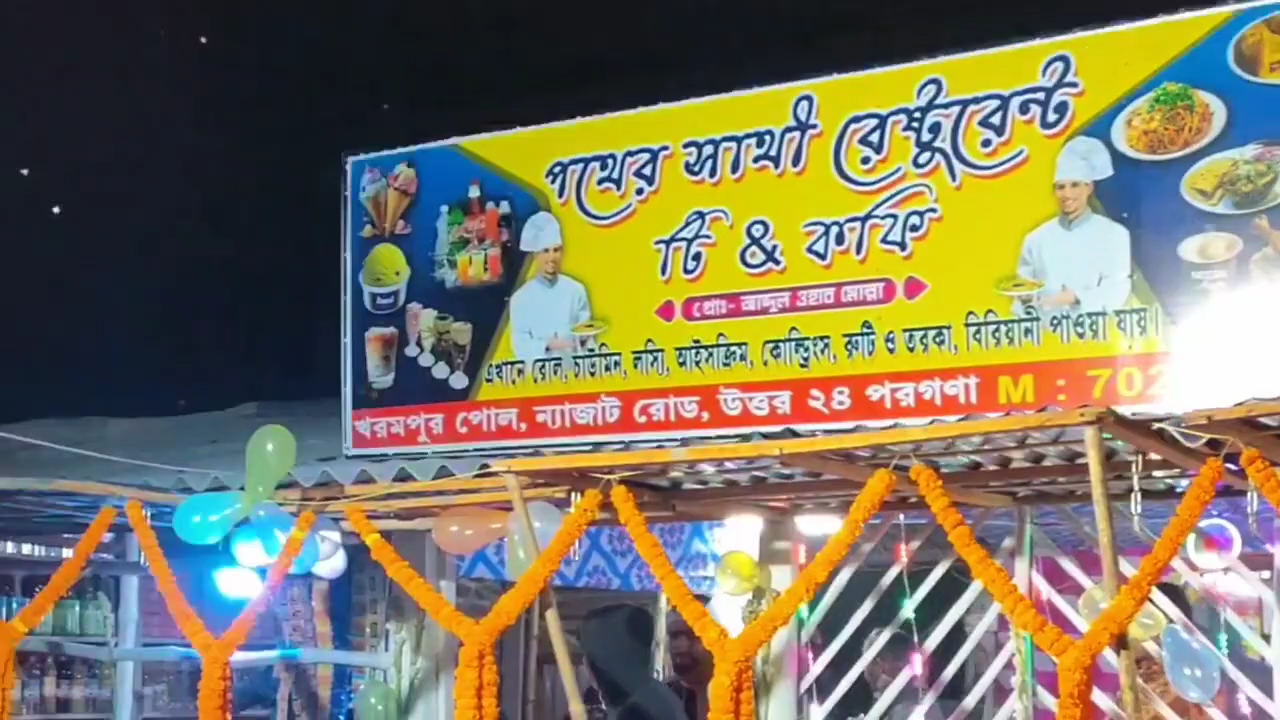 পথের সাথী রেষ্টুরেন্ট
টি & কফি
প্রোঃ- আব্দুল ওহাব মোল্লা
এখানে রোল, চাউমিন, লস্যি, আইসক্রিম, কোল্ড্রিংস, রুটি ও তরকা, বিরিয়ানী পাওয়া যায়।
খরমপুর পোল, ন্যাজাট রোড, উত্তর ২৪ পরগণা M : 702